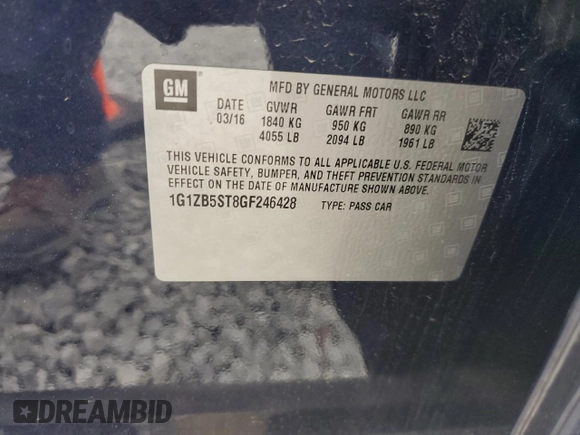 GM
MFD BY GENERAL MOTORS LLC
DATE GVWR GAWR FRT GAWR RR
03/16 1840 KG 950 KG 890 KG
4055 LB 2094 LB 1961 LB
THIS VEHICLE CONFORMS TO ALL APPLICABLE U.S. FEDERAL MOTOR
VEHICLE SAFETY, BUMPER, AND THEFT PREVENTION STANDARDS IN
EFFECT ON THE DATE OF MANUFACTURE SHOWN ABOVE.
1G1ZB5ST8GF246428 TYPE: PASS CAR
DREAMBID